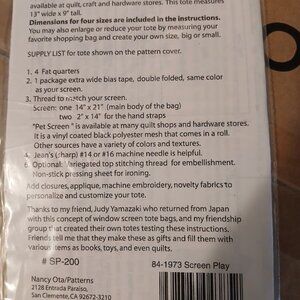 available at quilt, craft and hardware stores. This tote measures
13" wide x 9" tall.
Dimensions for four sizes are included in the instructions.
You may also enlarge or reduce your tote by measuring your
favorite shopping bag and create your own size, big or small.
SUPPLY LIST for tote shown on the pattern cover.
1. 4 Fat quarters
2. 1 package extra wide bias tape, double folded, same color
as your screen.
3. Thread to match your screen.
Screen: one 14" x 21" (main body of the bag)
two 2" x 14" for the hand straps
"Pet Screen" is available at many quilt shops and hardware stores.
It is a vinyl coated black polyester mesh that comes in a roll.
Other sources have a variety of colors and textures.
4. Jean's (sharp) #14 or #16 machine needle is helpful.
6. Optional: Variegated top stitching thread for embellishment.
Non-stick pressing sheet for ironing.
Add closures, applique, machine embroidery, novelty fabrics to
personalize and customize your tote.
Thanks to my friend, Judy Yamazaki who returned from Japan
with this concept of window screen tote bags, and my friendship
group that created their own totes testing these instructions.
Friends tell me that they make these as gifts and fill them with
various items as books, toys, and even quilts.
# SP-200
84-1973 Screen Play
Nancy Ota/Patterns
2128 Entrada Paraiso,
San Clemente, CA 92672-3210